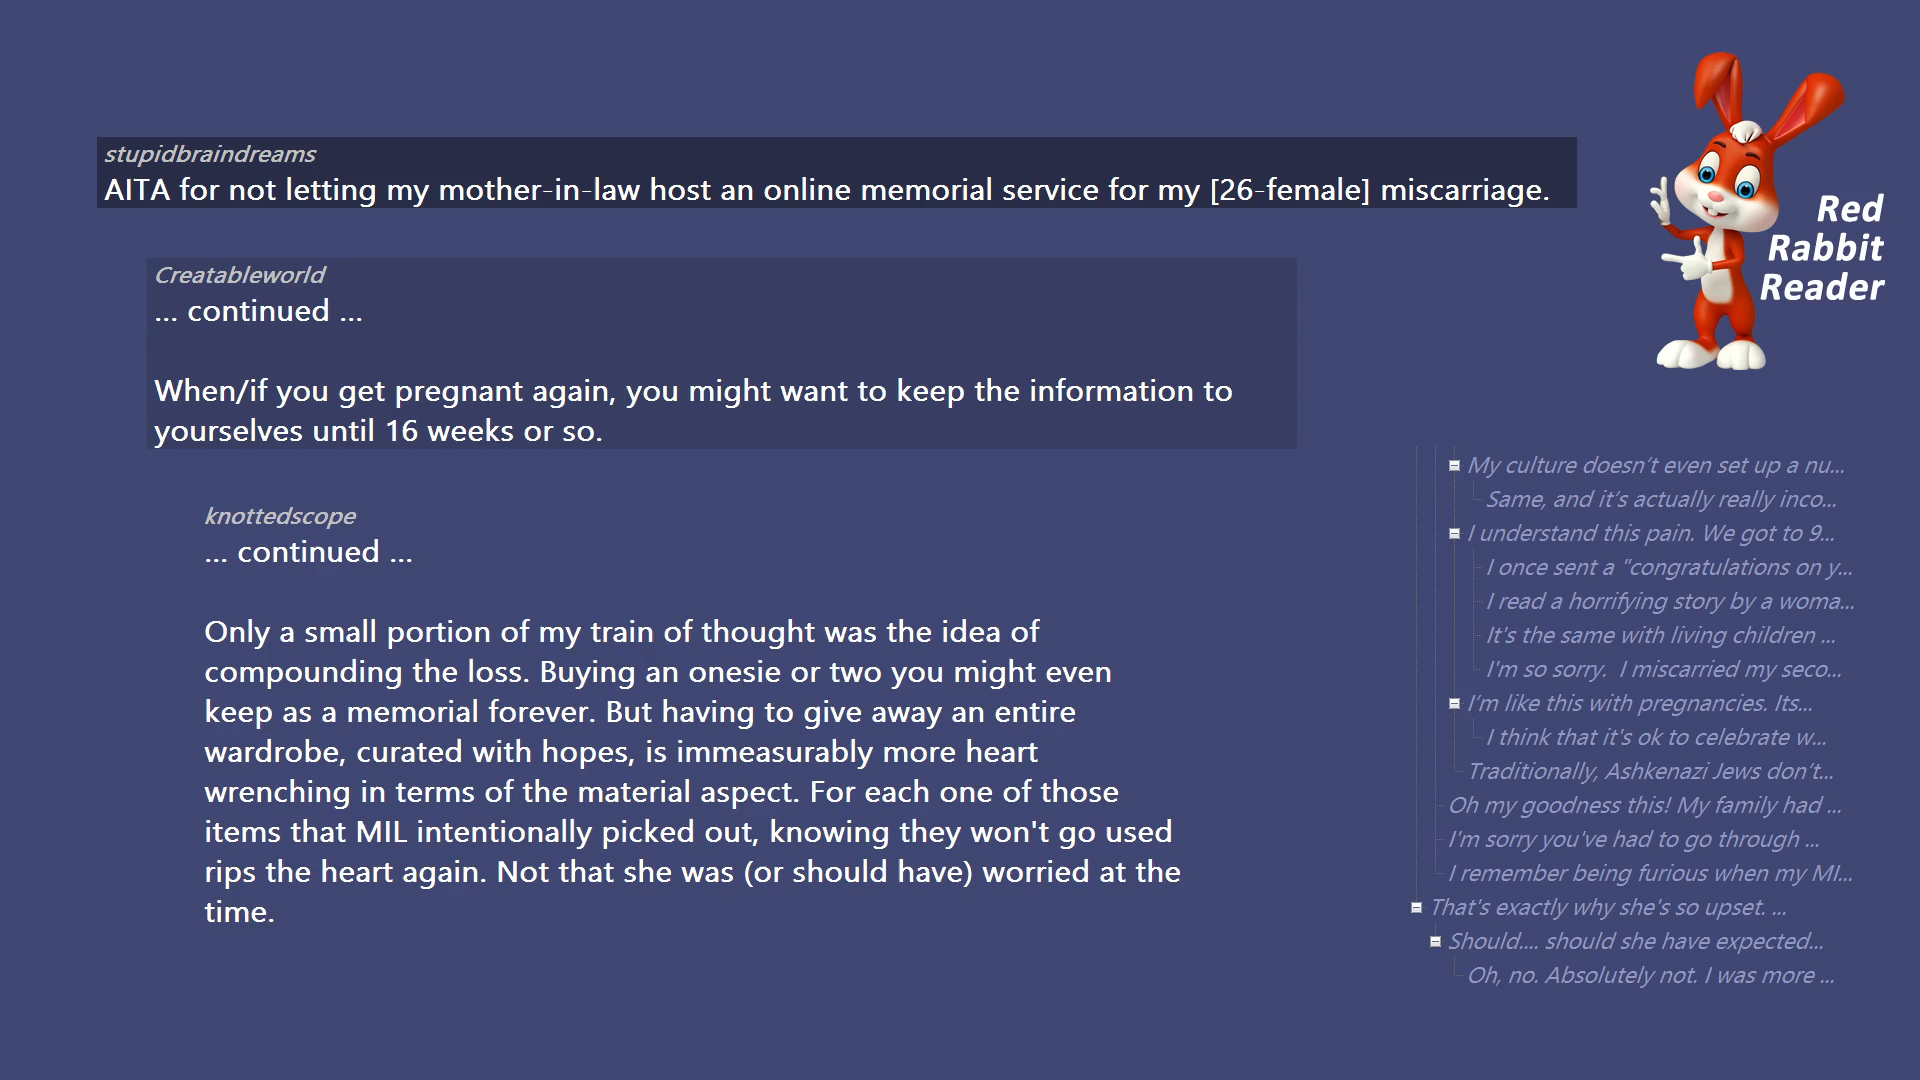 stupidbraindreams
AITA for not letting my mother-in-law host an online memorial service for my [26-female] miscarriage.
Red
Rabbit
Reader
Creatableworld
... continued ...
When/if you get pregnant again, you might want to keep the information to
yourselves until 16 weeks or so.
knottedscope
... continued ...
Only a small portion of my train of thought was the idea of
compounding the loss. Buying an onesie or two you might even
keep as a memorial forever. But having to give away an entire
wardrobe, curated with hopes, is immeasurably more heart
wrenching in terms of the material aspect. For each one of those
items that MIL intentionally picked out, knowing they won't go used
rips the heart again. Not that she was (or should have) worried at the
time.
My culture doesn’t even set up a nu...
Same, and it’s actually really inco...
I understand this pain. We got to 9...
I once sent a "congratulations on y...
I read a horrifying story by a woma...
It's the same with living children ...
I'm so sorry.  I miscarried my seco...
I’m like this with pregnancies. Its...
I think that it's ok to celebrate w...
Traditionally, Ashkenazi Jews don’t...
Oh my goodness this! My family had ...
I'm sorry you've had to go through ...
I remember being furious when my MI...
That's exactly why she's so upset. ...
Should.... should she have expected...
Oh, no. Absolutely not. I was more ...